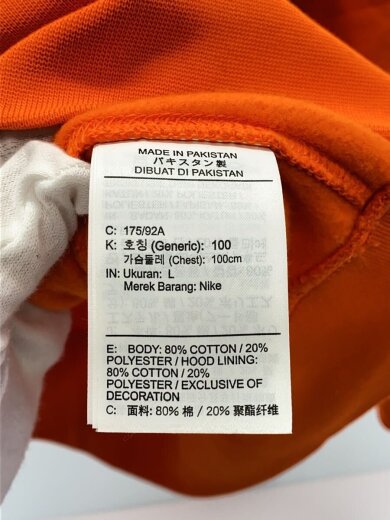 MADE IN PAKISTAN
パキスタン製
DIBUAT DI PAKISTAN
C: 175/92A
K: 호칭 (Generic): 100
가슴둘레 (Chest): 100cm
IN: Ukuran: L
Merek Barang: Nike
E: BODY: 80% COTTON / 20%
POLYESTER / HOOD LINING:
80% COTTON / 20%
POLYESTER / EXCLUSIVE OF
DECORATION
C: 面料: 80% 棉 / 20% 聚酯纤维